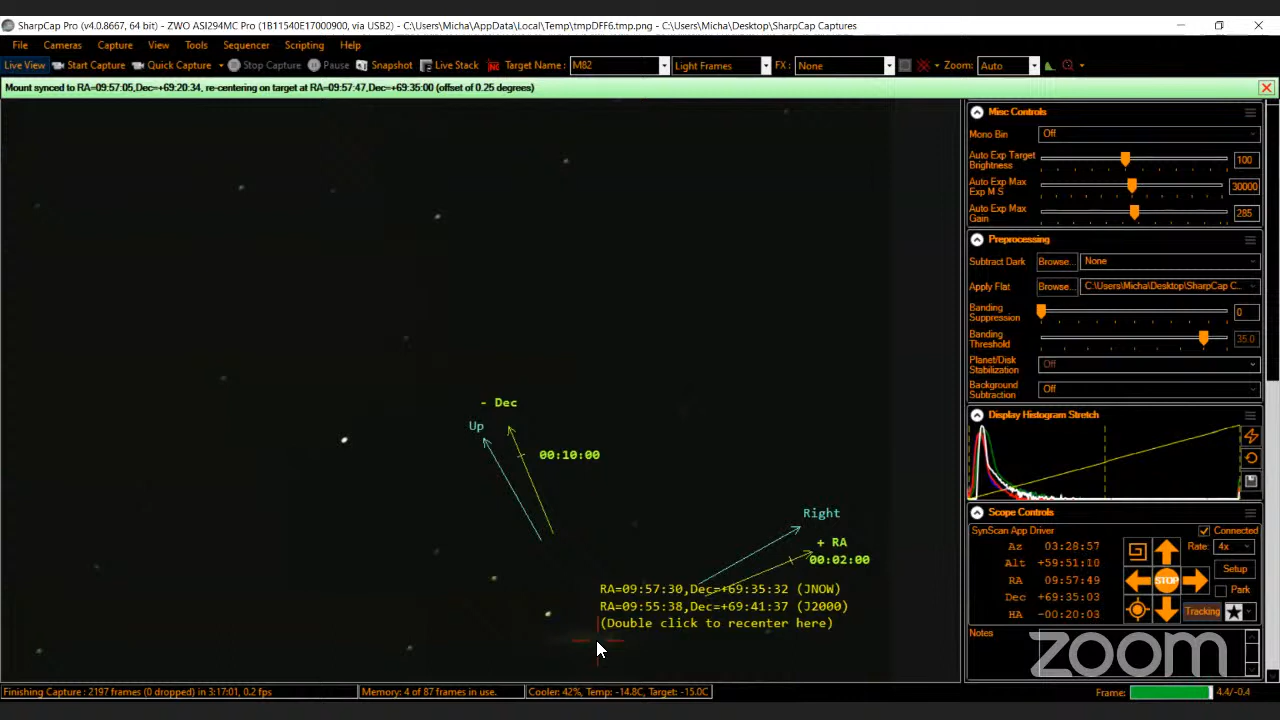 SharpCap Pro (v4.0.8667, 64 bit) - ZWO ASI294MC Pro (1B11540E17000900, via USB2) - C:\Users\Micha\AppData\Local\Temp\tmpDFF6.tmp.png - C:\Users\Micha\Desktop\SharpCap Captures
File Cameras Capture View Tools Sequencer Scripting Help
Live View Start Capture Quick Capture Stop Capture Pause Snapshot Live Stack Target Name : M82 Light Frames FX : None Zoom: Auto
Mount synced to RA=09:57:05,Dec=+69:20:34, re-centering on target at RA=09:57:47,Dec=+69:35:00 (offset of 0.25 degrees)
Misc Controls
Mono Bin Off
Auto Exp Target Brightness 100
Auto Exp Max Exp M S 30000
Auto Exp Max Gain 285
Preprocessing
Subtract Dark Browse... None
Apply Flat Browse... C:\Users\Micha\Desktop\SharpCap C...
Banding Suppression 0
Banding Threshold 35.0
Planet/Disk Stabilization Off
Background Subtraction Off
Display Histogram Stretch
- Dec
Up
00:10:00
Right
+ RA
00:02:00
RA=09:57:30,Dec=+69:35:32 (JNOW)
RA=09:55:38,Dec=+69:41:37 (J2000)
(Double click to recenter here)
Scope Controls
SynScan App Driver Connected
Az 03:28:57 Rate: 4x
Alt +59:51:10
RA 09:57:49 STOP Setup
Dec +69:35:03 Park
HA -00:20:03 Tracking
Notes
zoom
Finishing Capture : 2197 frames (0 dropped) in 3:17:01, 0.2 fps Memory: 4 of 87 frames in use. Cooler: 42%, Temp: -14.8C, Target: -15.0C Frame: 4.4/-0.4